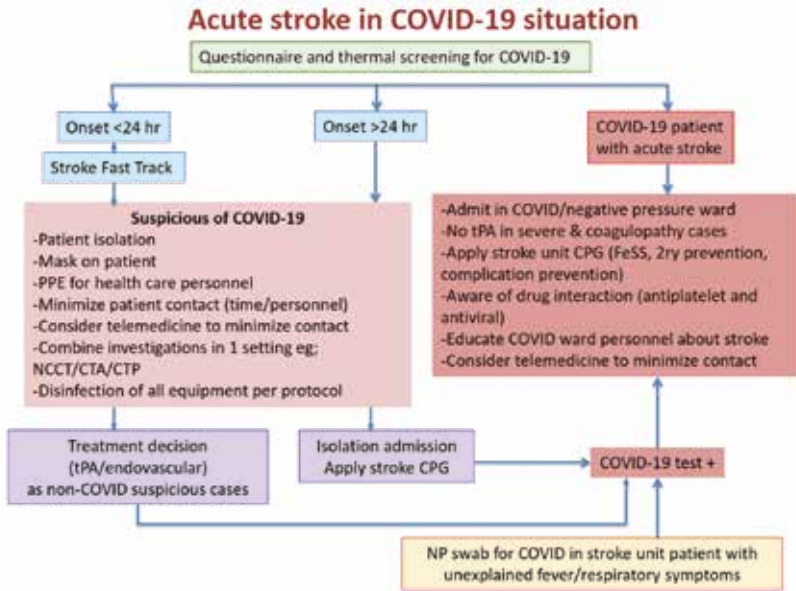 Acute stroke in COVID-19 situation
Questionnaire and thermal screening for COVID-19
Onset <24 hr
Stroke Fast Track
Onset >24 hr
COVID-19 patient
with acute stroke
Suspicious of COVID-19
-Patient isolation
-Mask on patient
-PPE for health care personnel
-Minimize patient contact (time/personnel)
-Consider telemedicine to minimize contact
-Combine investigations in 1 setting eg;
NCCT/CTA/CTP
-Disinfection of all equipment per protocol
-Admit in COVID/negative pressure ward
-No tPA in severe & coagulopathy cases
-Apply stroke unit CPG (FeSS, 2ry prevention,
complication prevention)
-Aware of drug interaction (antiplatelet and
antiviral)
-Educate COVID ward personnel about stroke
-Consider telemedicine to minimize contact
Treatment decision
(tPA/endovascular)
as non-COVID suspicious cases
Isolation admission
Apply stroke CPG
COVID-19 test +
NP swab for COVID in stroke unit patient with
unexplained fever/respiratory symptoms